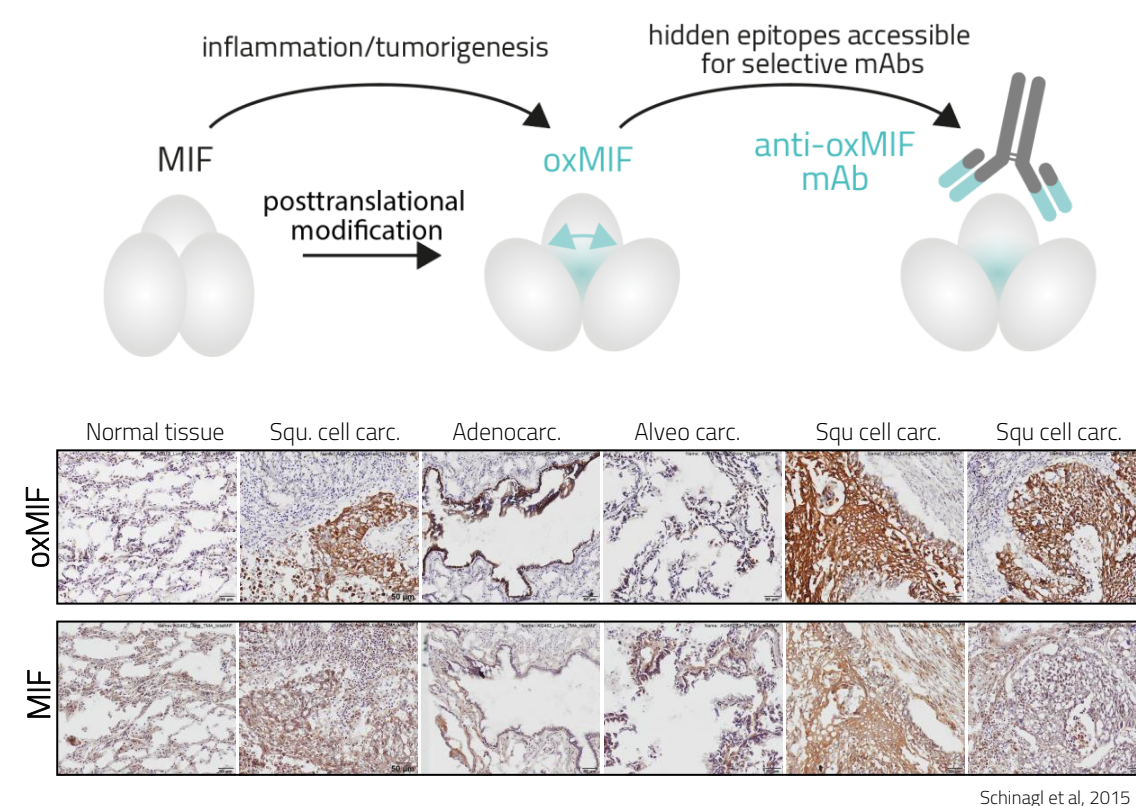 inflammation/tumorigenesis
hidden epitopes accessible
for selective mAbs
MIF
oxMIF
anti-oxMIF
mAb
posttranslational
modification
Normal tissue
Squ. cell carc.
Adenocarc.
Alveo carc.
Squ cell carc.
Squ cell carc.
oxMIF
50 µm
MIF
50 µm
Schinagl et al, 2015